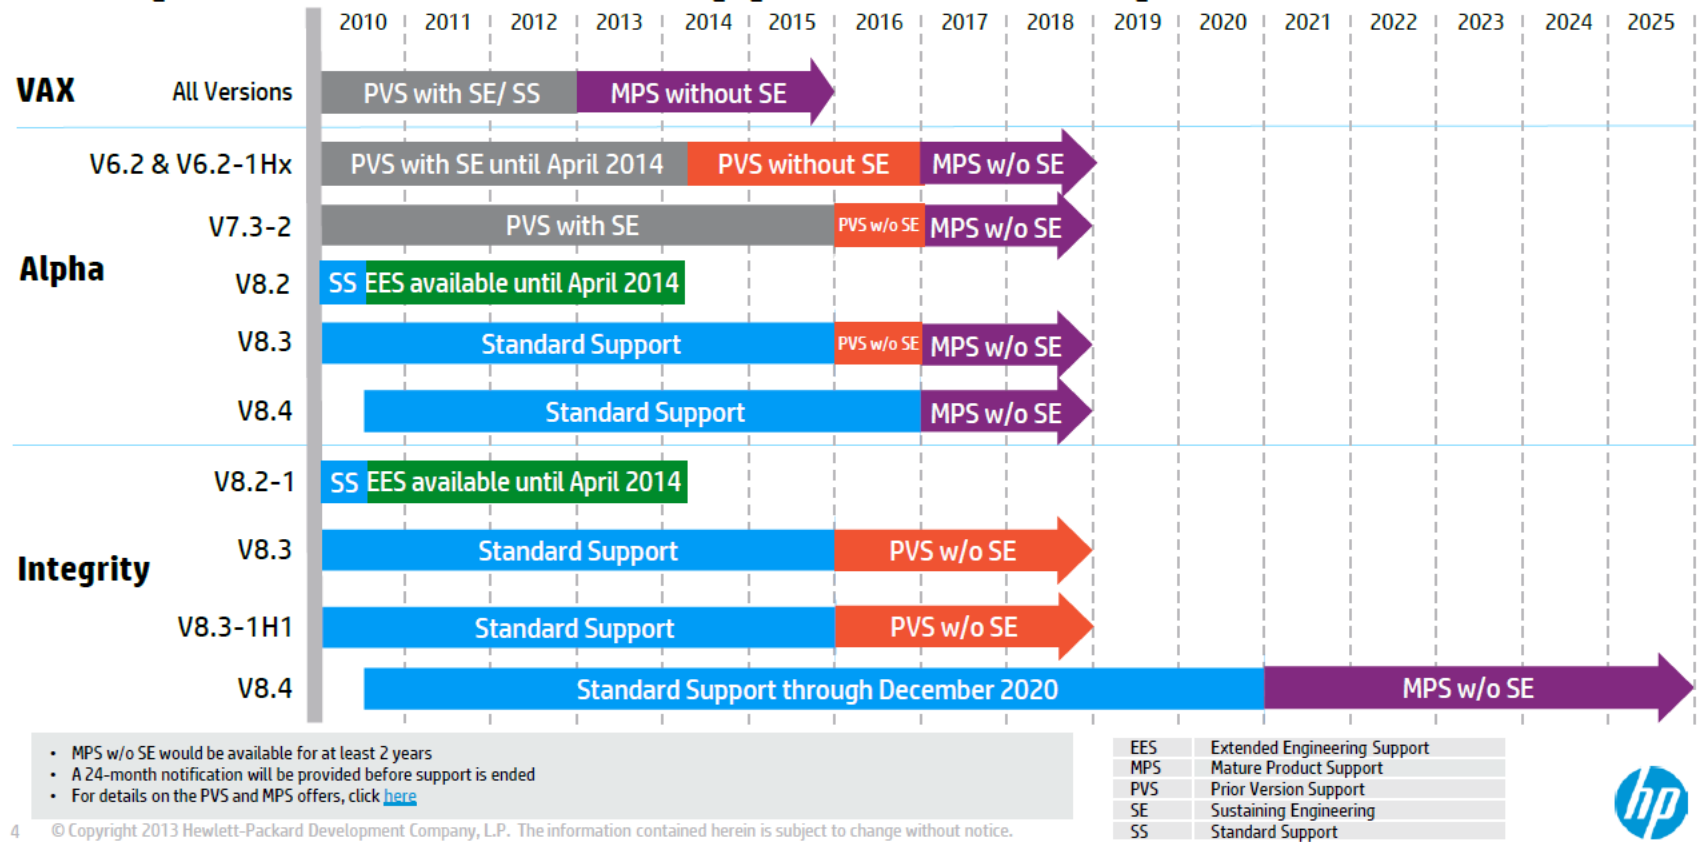 2010 2011 2012 2013 2014 2015 2016 2017 2018 2019 2020 2021 2022 2023 2024 2025
VAX All Versions PVS with SE/ SS MPS without SE
V6.2 & V6.2-1Hx PVS with SE until April 2014 PVS without SE MPS w/o SE
V7.3-2 PVS with SE PVS w/o SE MPS w/o SE
Alpha
V8.2 SS EES available until April 2014
V8.3 Standard Support PVS w/o SE MPS w/o SE
V8.4 Standard Support MPS w/o SE
V8.2-1 SS EES available until April 2014
V8.3 Standard Support PVS w/o SE
Integrity
V8.3-1H1 Standard Support PVS w/o SE
V8.4 Standard Support through December 2020 MPS w/o SE
• MPS w/o SE would be available for at least 2 years
• A 24-month notification will be provided before support is ended
• For details on the PVS and MPS offers, click here
EES Extended Engineering Support
MPS Mature Product Support
PVS Prior Version Support
SE Sustaining Engineering
SS Standard Support
hp
4 © Copyright 2013 Hewlett-Packard Development Company, L.P. The information contained herein is subject to change without notice.